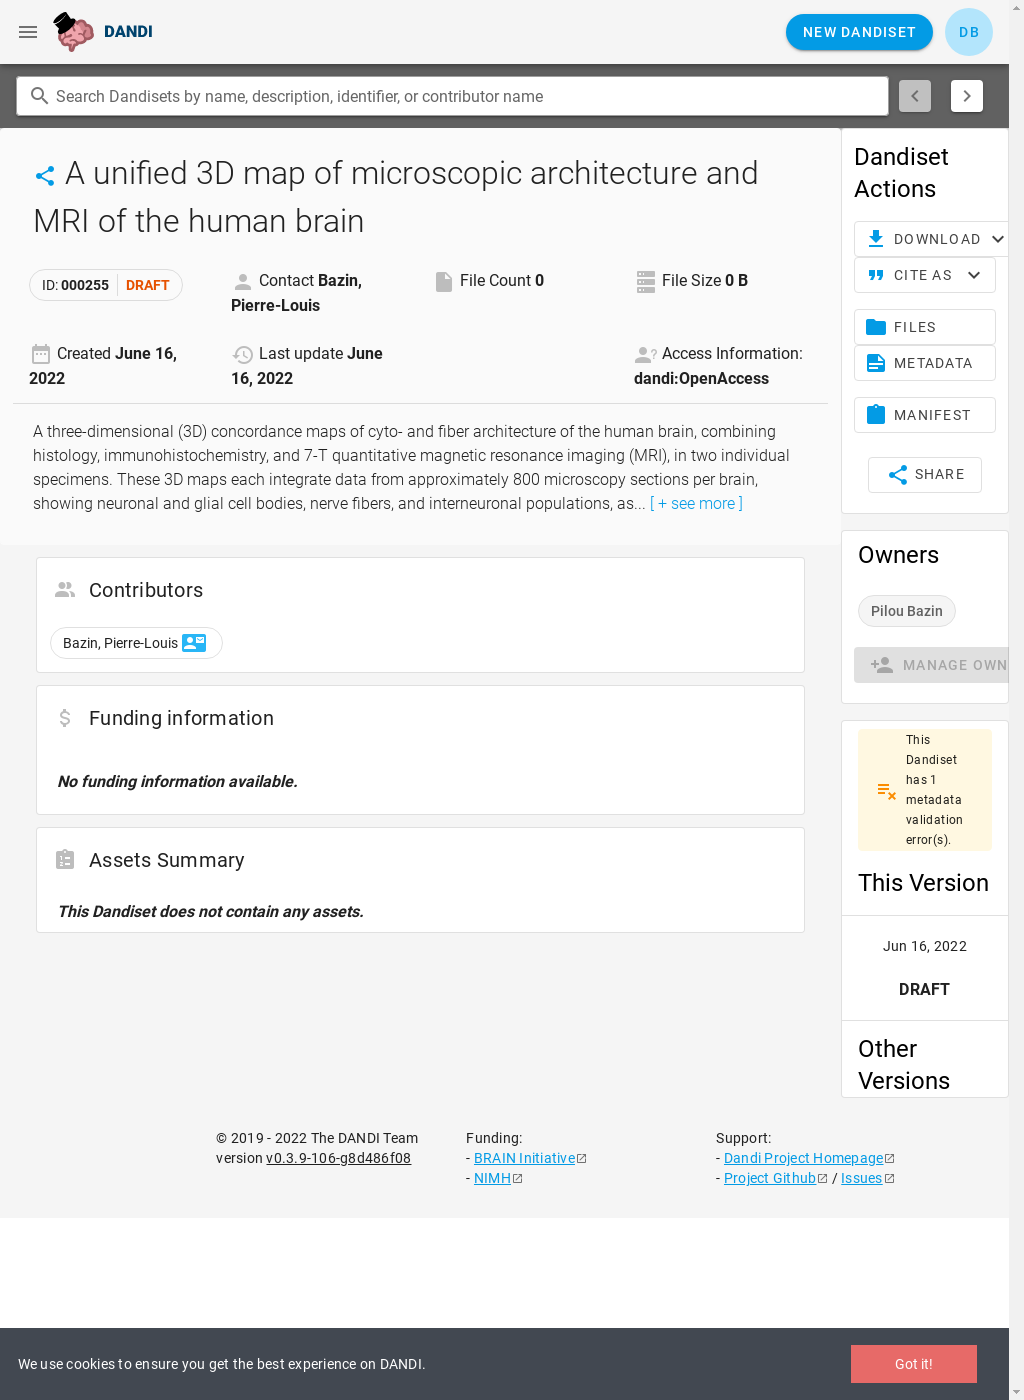 DANDI
NEW DANDISET
DB
Search Dandisets by name, description, identifier, or contributor name
A unified 3D map of microscopic architecture and
MRI of the human brain
ID: 000255 DRAFT
Contact Bazin,
Pierre-Louis
File Count 0
File Size 0 B
Created June 16,
2022
Last update June
16, 2022
Access Information:
dandi:OpenAccess
A three-dimensional (3D) concordance maps of cyto- and fiber architecture of the human brain, combining
histology, immunohistochemistry, and 7-T quantitative magnetic resonance imaging (MRI), in two individual
specimens. These 3D maps each integrate data from approximately 800 microscopy sections per brain,
showing neuronal and glial cell bodies, nerve fibers, and interneuronal populations, as... [ + see more ]
Contributors
Bazin, Pierre-Louis
Funding information
No funding information available.
Assets Summary
This Dandiset does not contain any assets.
Dandiset
Actions
DOWNLOAD
CITE AS
FILES
METADATA
MANIFEST
SHARE
Owners
Pilou Bazin
MANAGE OWN
This
Dandiset
has 1
metadata
validation
error(s).
This Version
Jun 16, 2022
DRAFT
Other
Versions
© 2019 - 2022 The DANDI Team
version v0.3.9-106-g8d486f08
Funding:
- BRAIN Initiative
- NIMH
Support:
- Dandi Project Homepage
- Project Github / Issues
We use cookies to ensure you get the best experience on DANDI.
Got it!